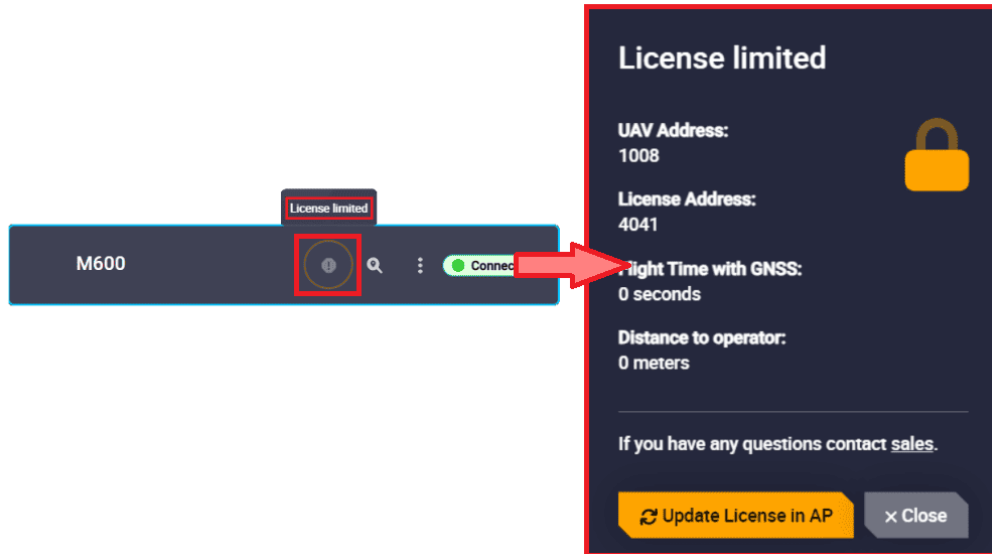 License limited
M600
Connec
License limited
UAV Address:
1008
License Address:
4041
light Time with GNSS:
0 seconds
Distance to operator:
0 meters
If you have any questions contact sales.
Update License in AP
× Close